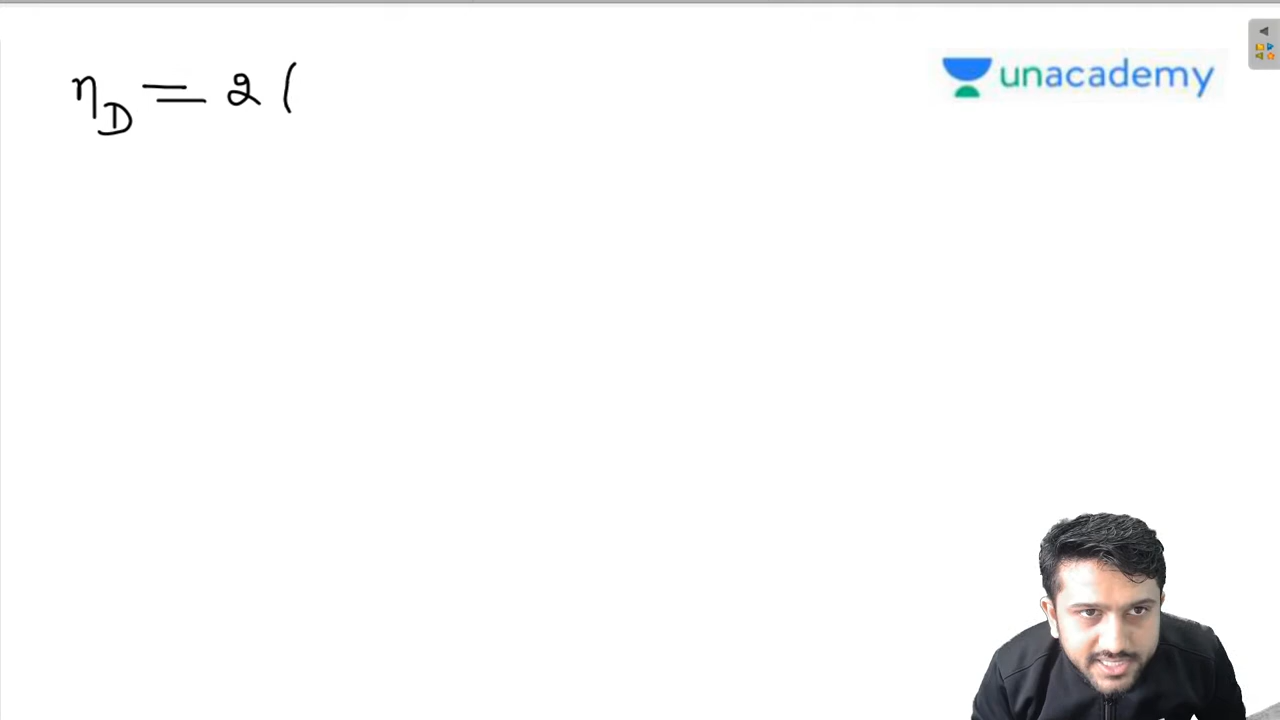 η_D = 2 (
unacademy